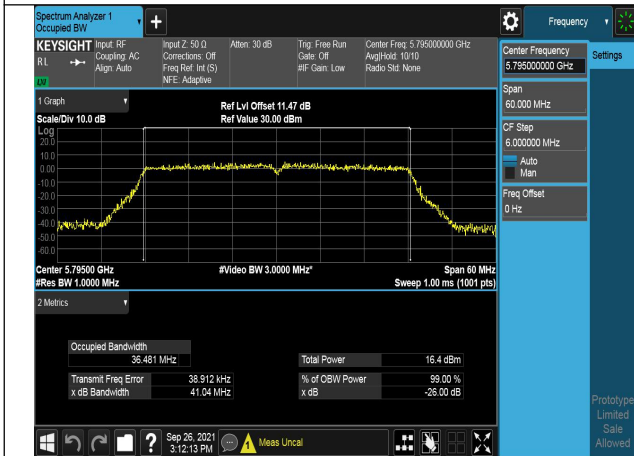 Spectrum Analyzer 1
Occupied BW
Frequency
KEYSIGHT
RL
Input: RF
Coupling: AC
Align: Auto
Input Z: 50 Ω
Corrections: Off
Freq Ref: Int (S)
NFE: Adaptive
Atten: 30 dB
Trig: Free Run
Gate: Off
#IF Gain: Low
Center Freq: 5.795000000 GHz
Avg|Hold: 10/10
Radio Std: None
1 Graph
Scale/Div 10.0 dB
Ref Lvl Offset 11.47 dB
Ref Value 30.00 dBm
Log
20.0
10.0
0.00
-10.0
-20.0
-30.0
-40.0
-50.0
-60.0
Center 5.79500 GHz
#Video BW 3.0000 MHz*
Span 60 MHz
#Res BW 1.0000 MHz
Sweep 1.00 ms (1001 pts)
2 Metrics
Occupied Bandwidth
36.481 MHz
Total Power 16.4 dBm
Transmit Freq Error 38.912 kHz
% of OBW Power 99.00 %
x dB Bandwidth 41.04 MHz
x dB -26.00 dB
Center Frequency
5.795000000 GHz
Settings
Span
60.000 MHz
CF Step
6.000000 MHz
Auto
Man
Freq Offset
0 Hz
Prototype
Limited
Sale
Allowed
?
Sep 26, 2021
3:12:13 PM
Meas Uncal